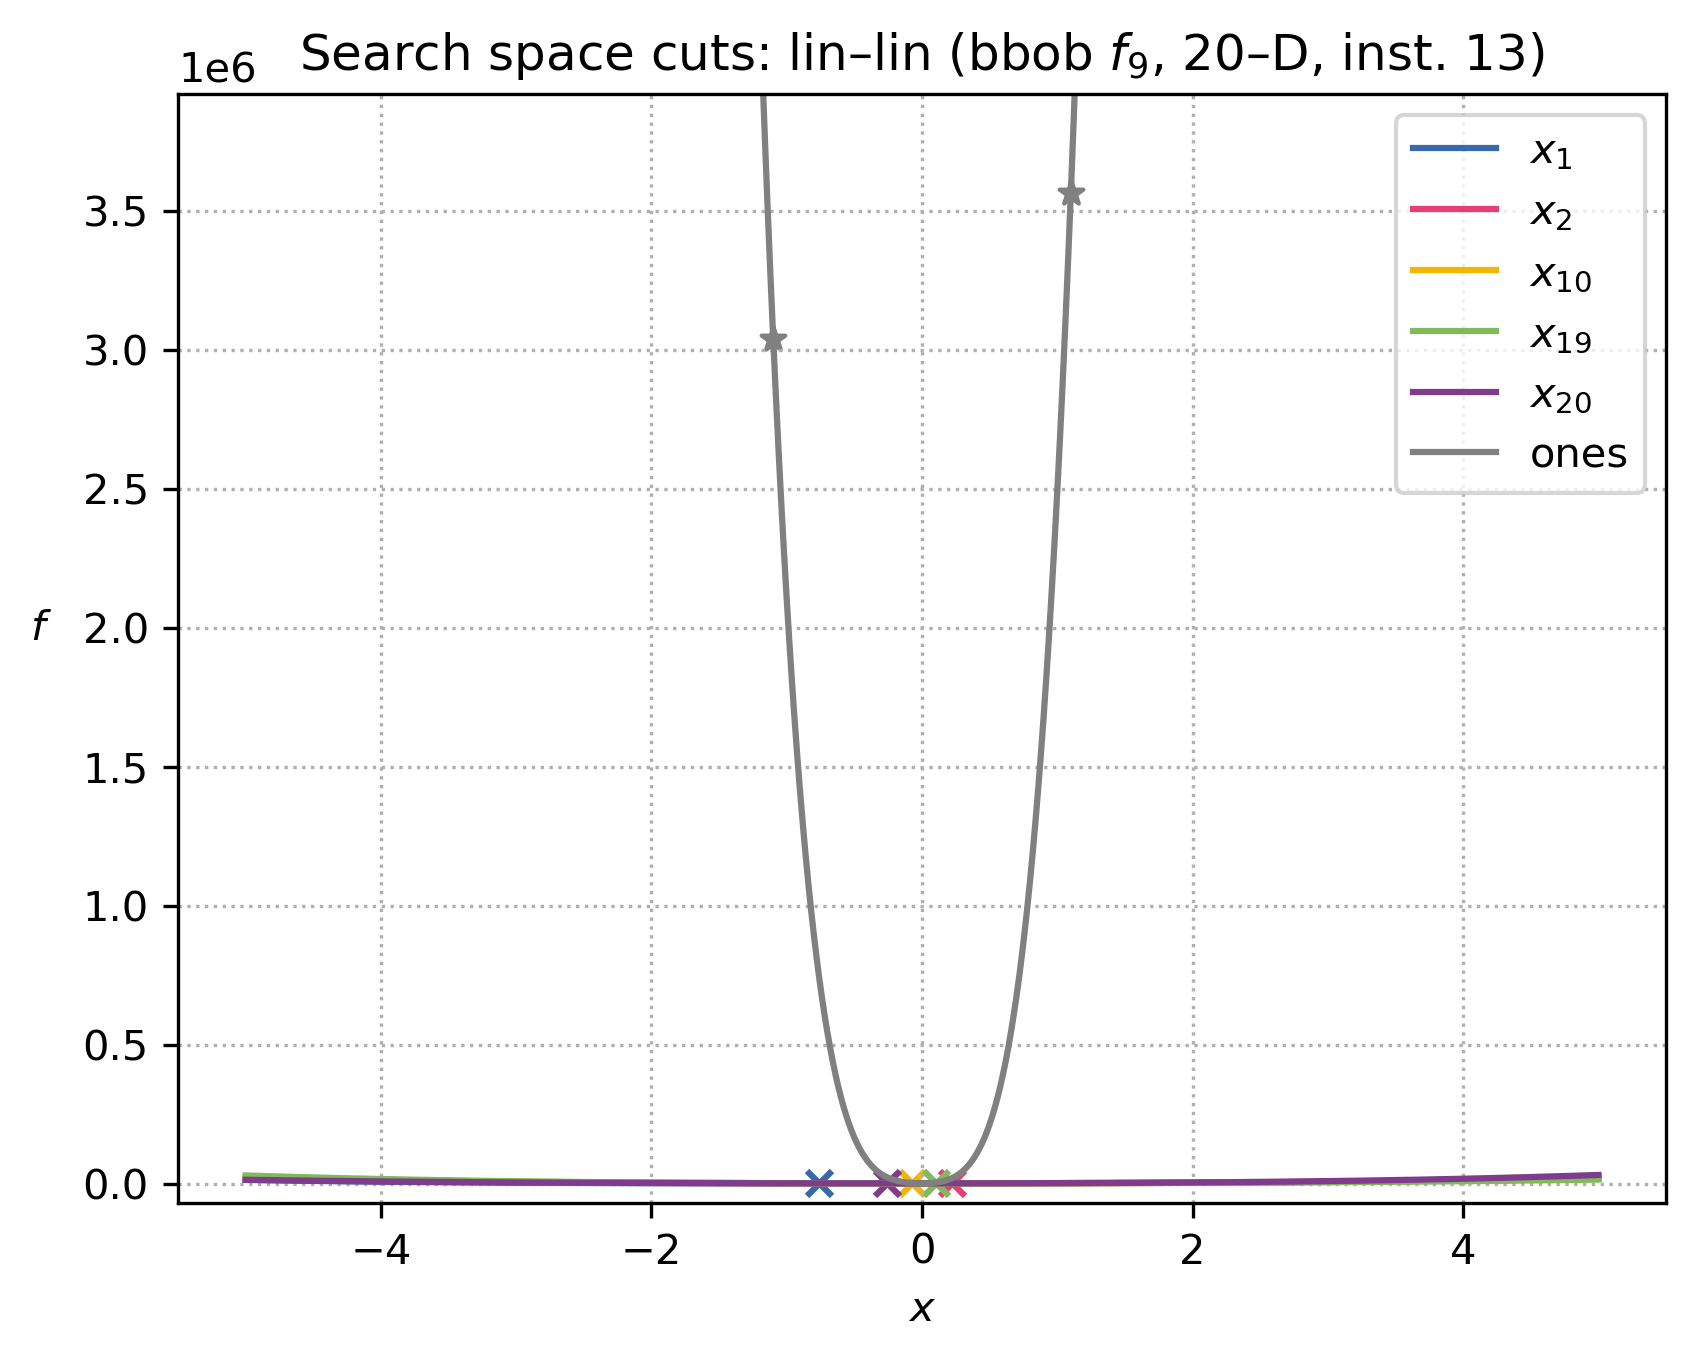 Search space cuts: lin–lin (bbob f₉, 20–D, inst. 13)
1e6
3.5
3.0
2.5
2.0
1.5
1.0
0.5
0.0
f
−4
−2
0
2
4
x
x₁
x₂
x₁₀
x₁₉
x₂₀
ones